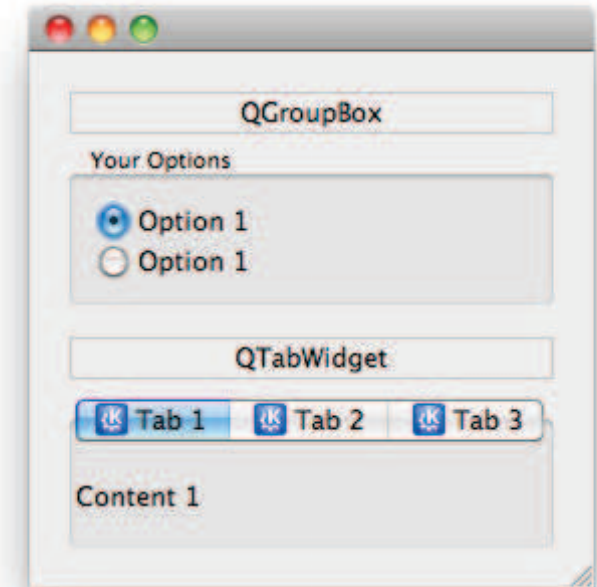 QGroupBox
Your Options
Option 1
Option 1
QTabWidget
Tab 1 Tab 2 Tab 3
Content 1